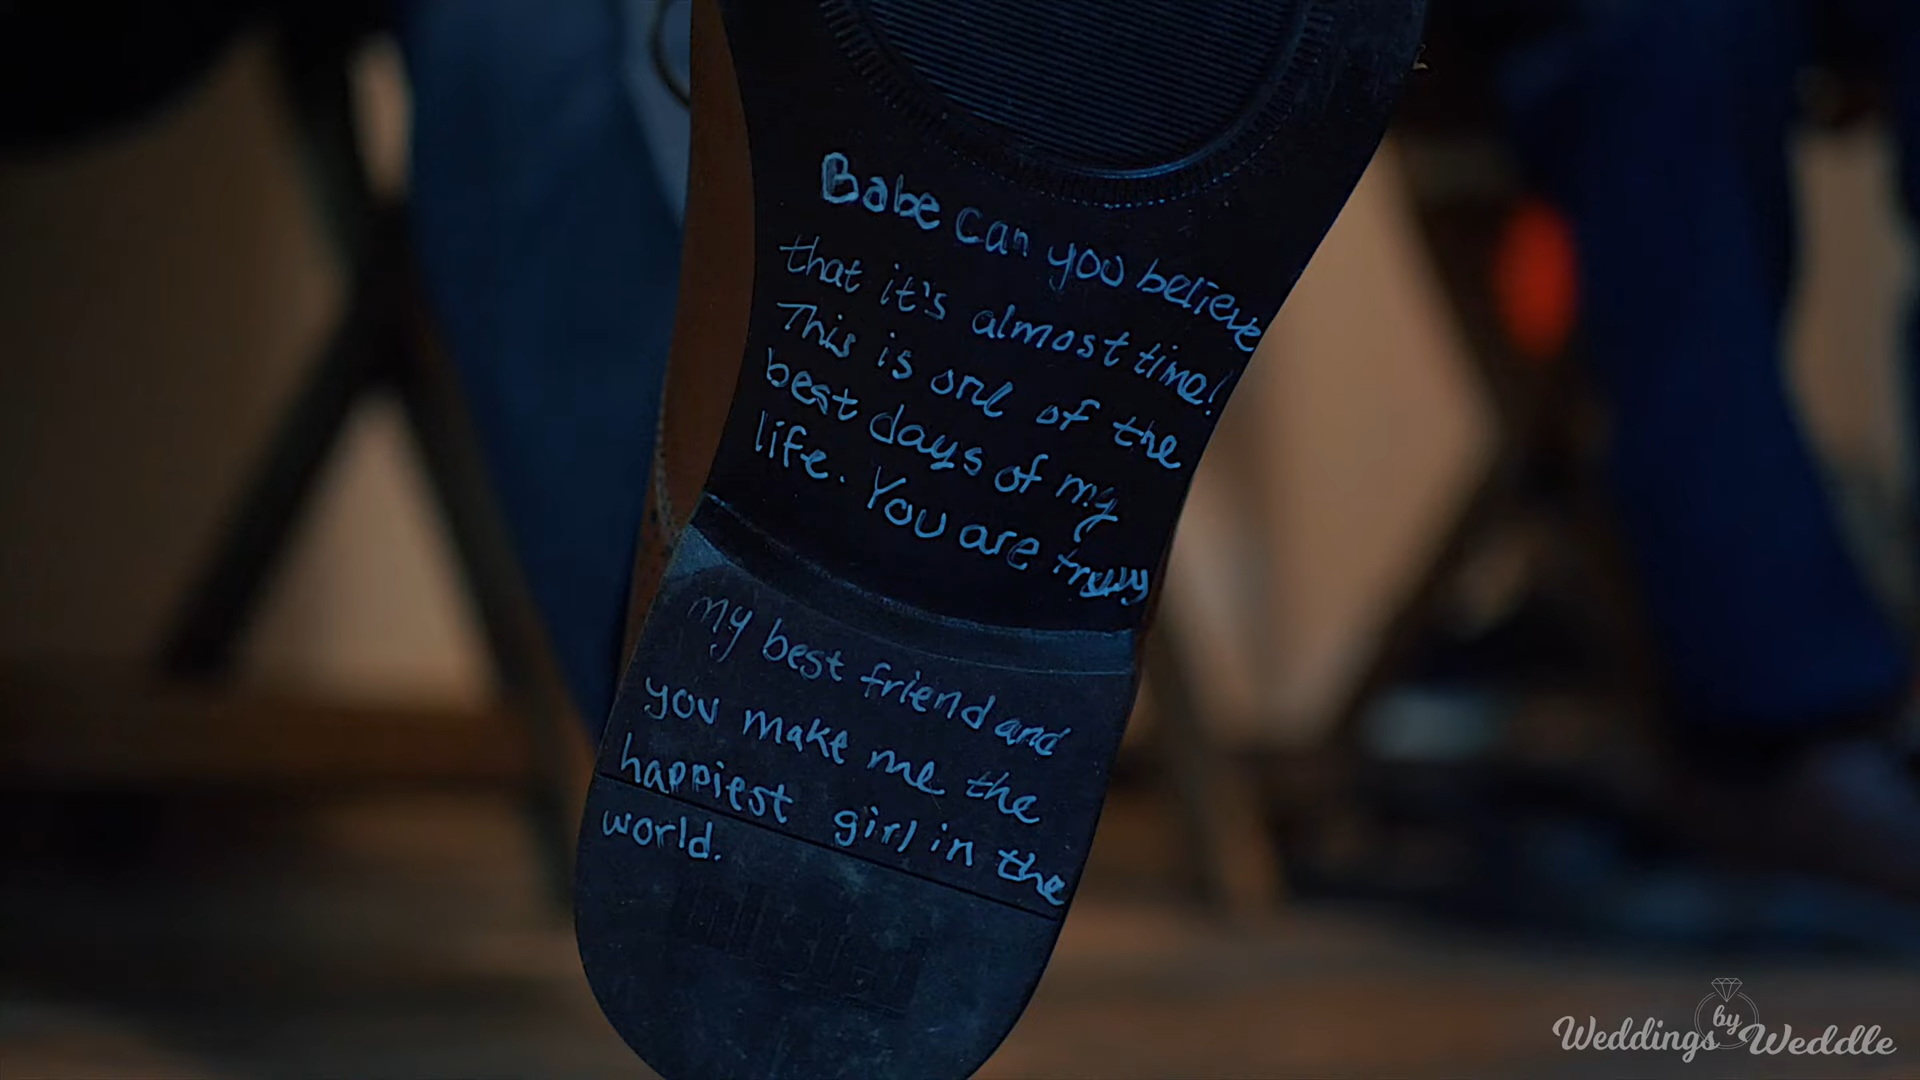 Babe can you believe
that it's almost time!
This is one of the
best days of my
life. You are truly
my best friend and
you make me the
happiest girl in the
world.
Weddings by Weddle